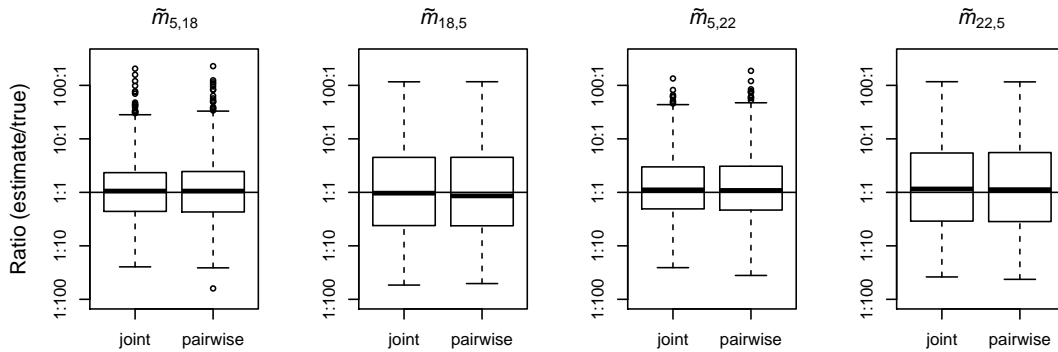 m̃5,18 m̃18,5 m̃5,22 m̃22,5
Ratio (estimate/true)
100:1 100:1 100:1 100:1
10:1 10:1 10:1 10:1
1:1 1:1 1:1 1:1
1:10 1:10 1:10 1:10
1:100 1:100 1:100 1:100
joint pairwise joint pairwise joint pairwise joint pairwise